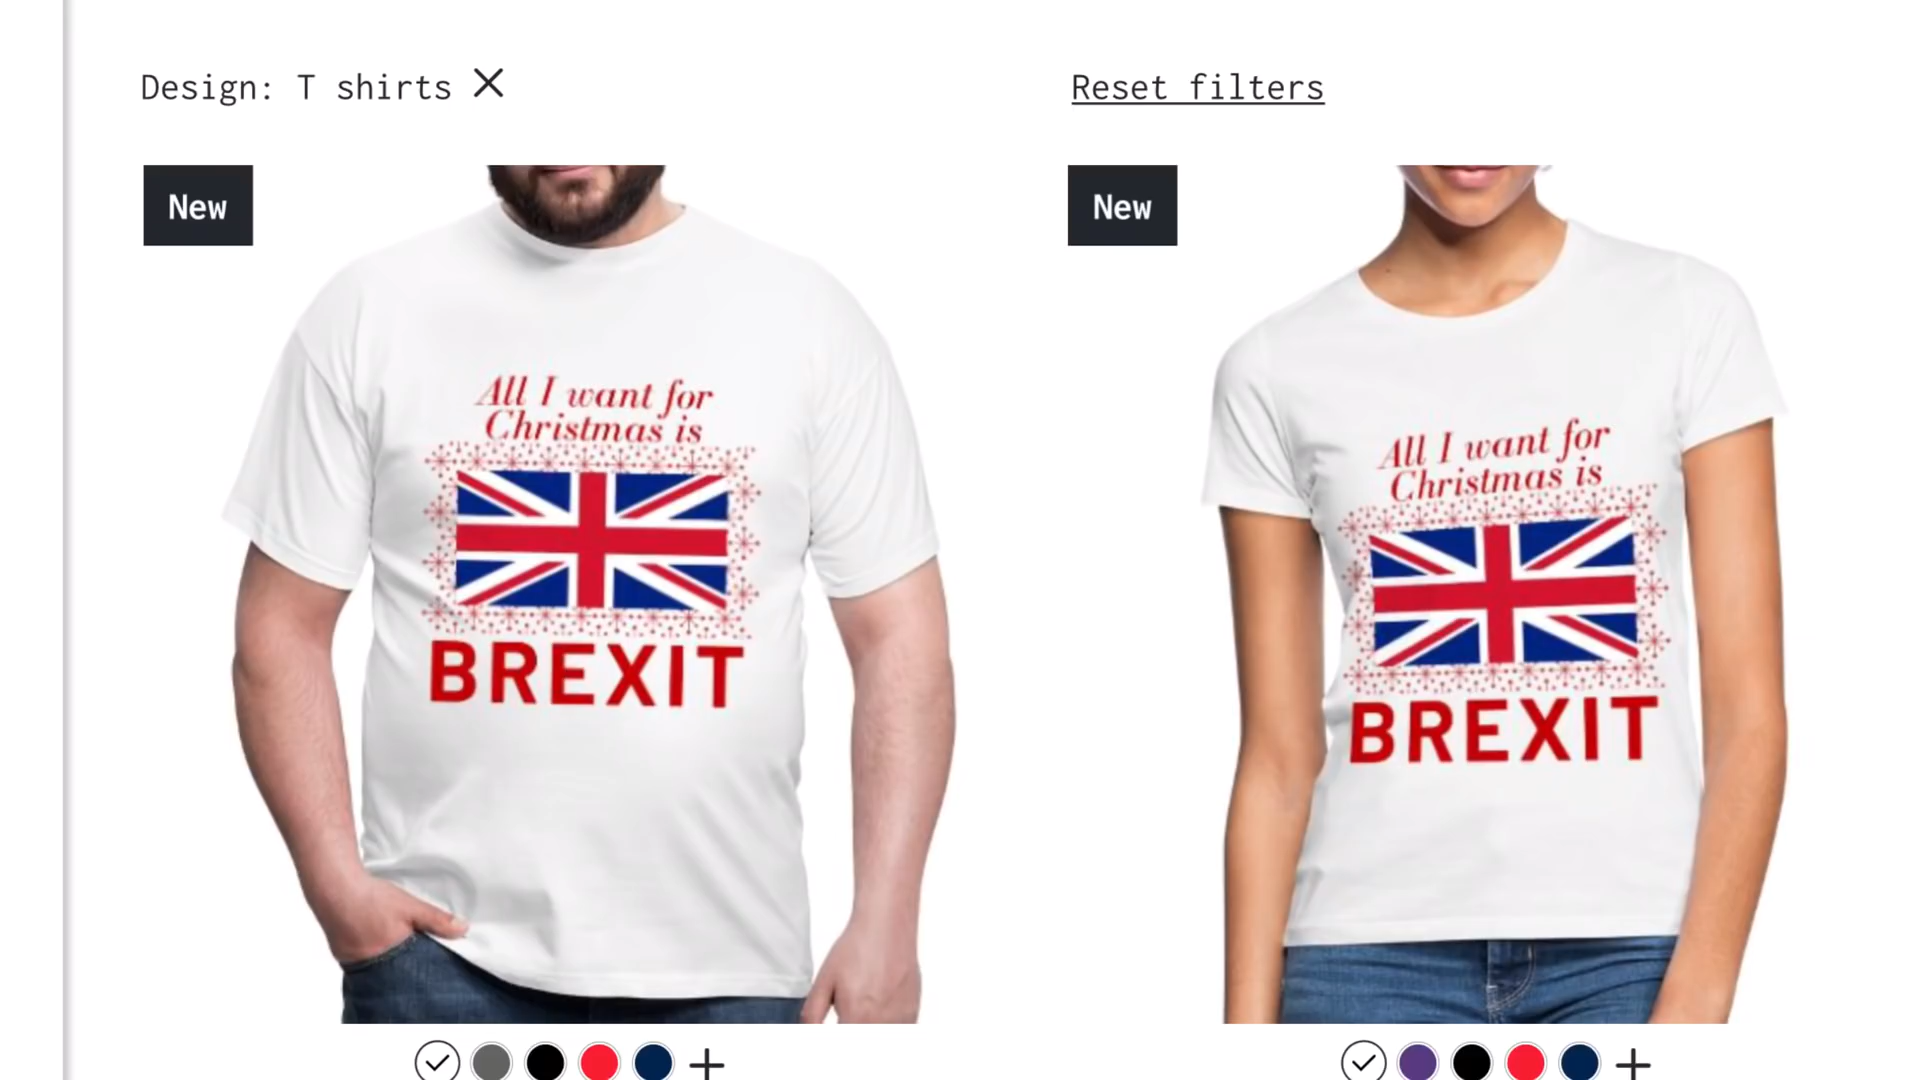 Design: T shirts
Reset filters
New
All I want for
Christmas is
BREXIT
New
All I want for
Christmas is
BREXIT